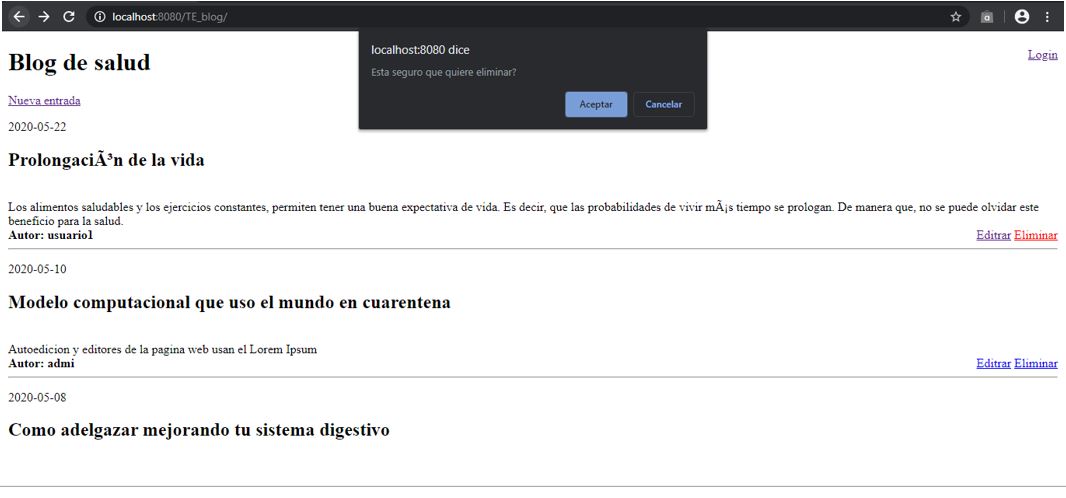 localhost:8080/TE_blog/
localhost:8080 dice
Esta seguro que quiere eliminar?
Aceptar Cancelar
Blog de salud
Login
Nueva entrada
2020-05-22
ProlongaciÃ³n de la vida
Los alimentos saludables y los ejercicios constantes, permiten tener una buena expectativa de vida. Es decir, que las probabilidades de vivir mÃ¡s tiempo se prologan. De manera que, no se puede olvidar este
beneficio para la salud.
Autor: usuario1 Editrar Eliminar
2020-05-10
Modelo computacional que uso el mundo en cuarentena
Autoedicion y editores de la pagina web usan el Lorem Ipsum
Autor: admi Editrar Eliminar
2020-05-08
Como adelgazar mejorando tu sistema digestivo